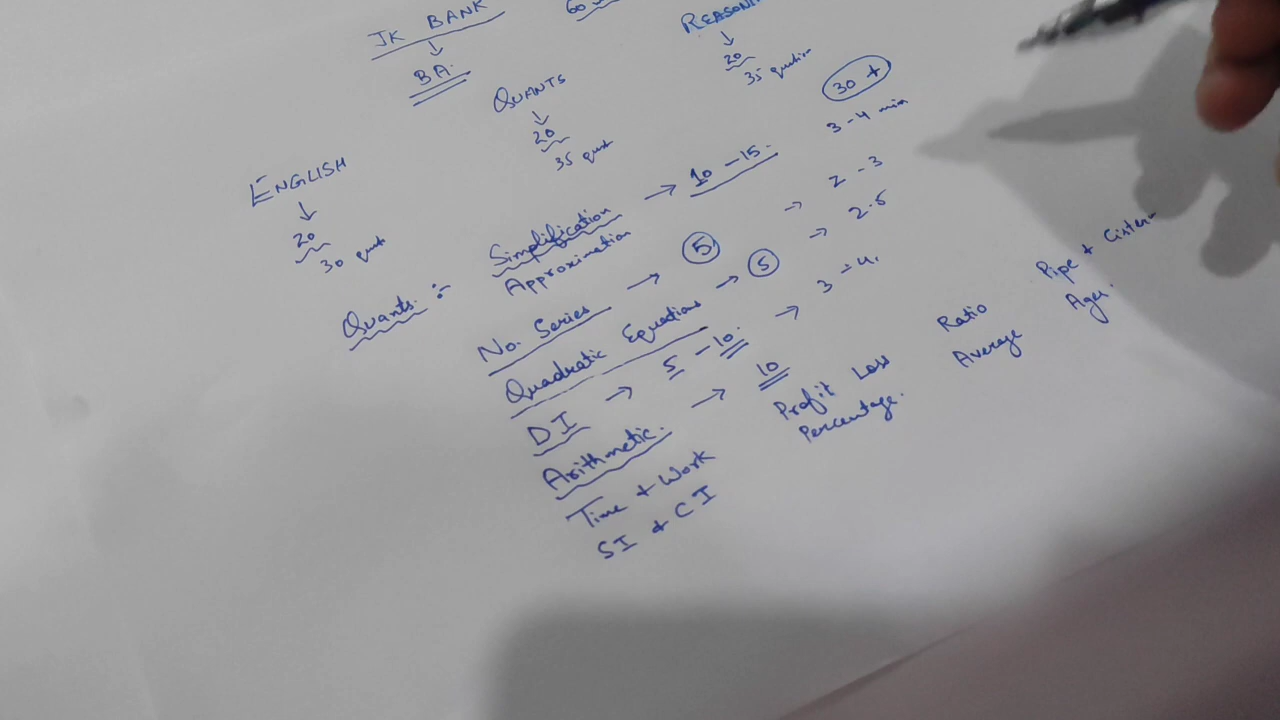 JK BANK
↓
BA.
60
REASONI
↓
20
35 question
QUANTS
↓
20
35 quest
ENGLISH
↓
20
30 quest
30 +
Quants :-
Simplification → 10 - 15. 3 - 4 min
Approximation
No. Series → 5 → 2 - 3
Quadratic Equations → 5 → 2.5
DI → 5 - 10. → 3 - 4.
Arithmetic. → 10
Time + Work Profit Loss Ratio Pipe + Cistern
SI & CI Percentage. Average Ages.